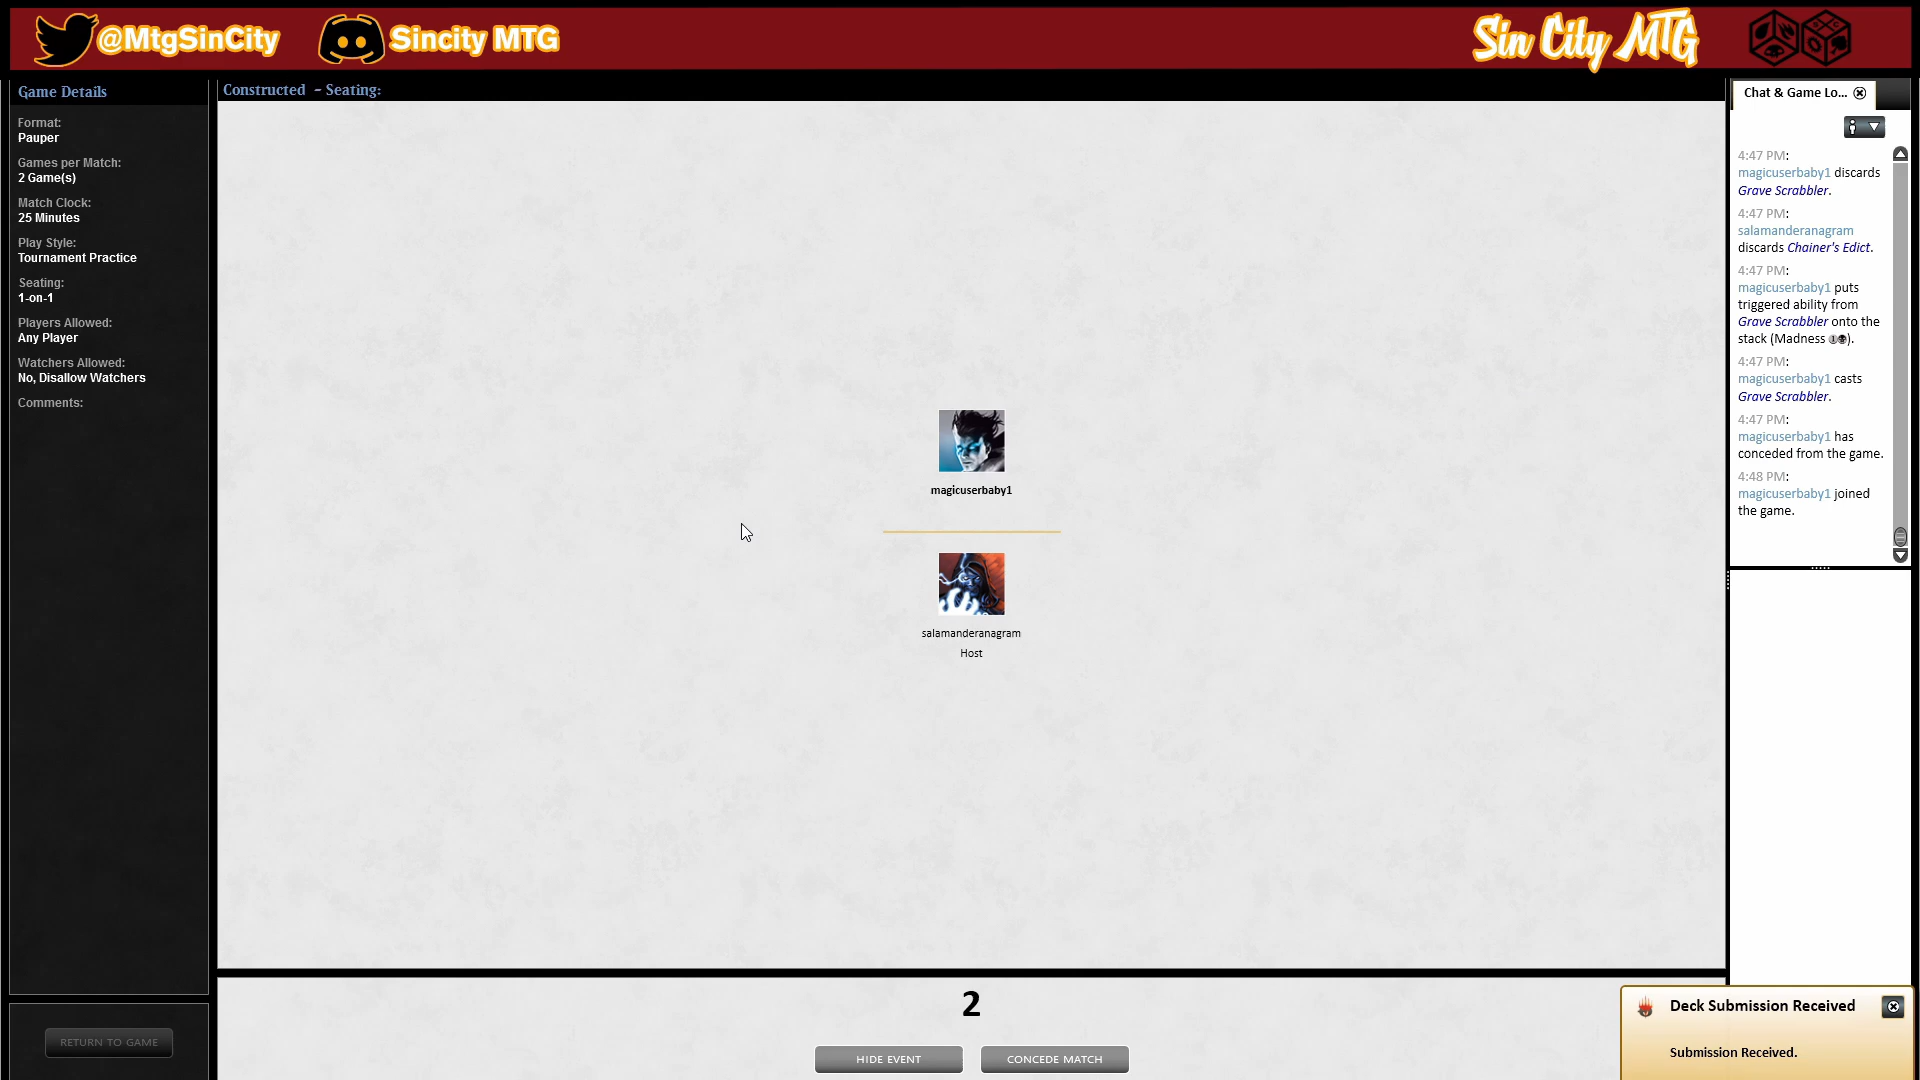 @MtgSinCity
Sincity MTG
Sin City MTG
Game Details
Format:
Pauper
Games per Match:
2 Game(s)
Match Clock:
25 Minutes
Play Style:
Tournament Practice
Seating:
1-on-1
Players Allowed:
Any Player
Watchers Allowed:
No, Disallow Watchers
Comments:
RETURN TO GAME
Constructed - Seating:
magicuserbaby1
salamanderanagram
Host
2
HIDE EVENT
CONCEDE MATCH
Chat & Game Lo...
4:47 PM:
magicuserbaby1 discards
Grave Scrabbler.
4:47 PM:
salamanderanagram
discards Chainer's Edict.
4:47 PM:
magicuserbaby1 puts
triggered ability from
Grave Scrabbler onto the
stack (Madness 1).
4:47 PM:
magicuserbaby1 casts
Grave Scrabbler.
4:47 PM:
magicuserbaby1 has
conceded from the game.
4:48 PM:
magicuserbaby1 joined
the game.
Deck Submission Received
Submission Received.